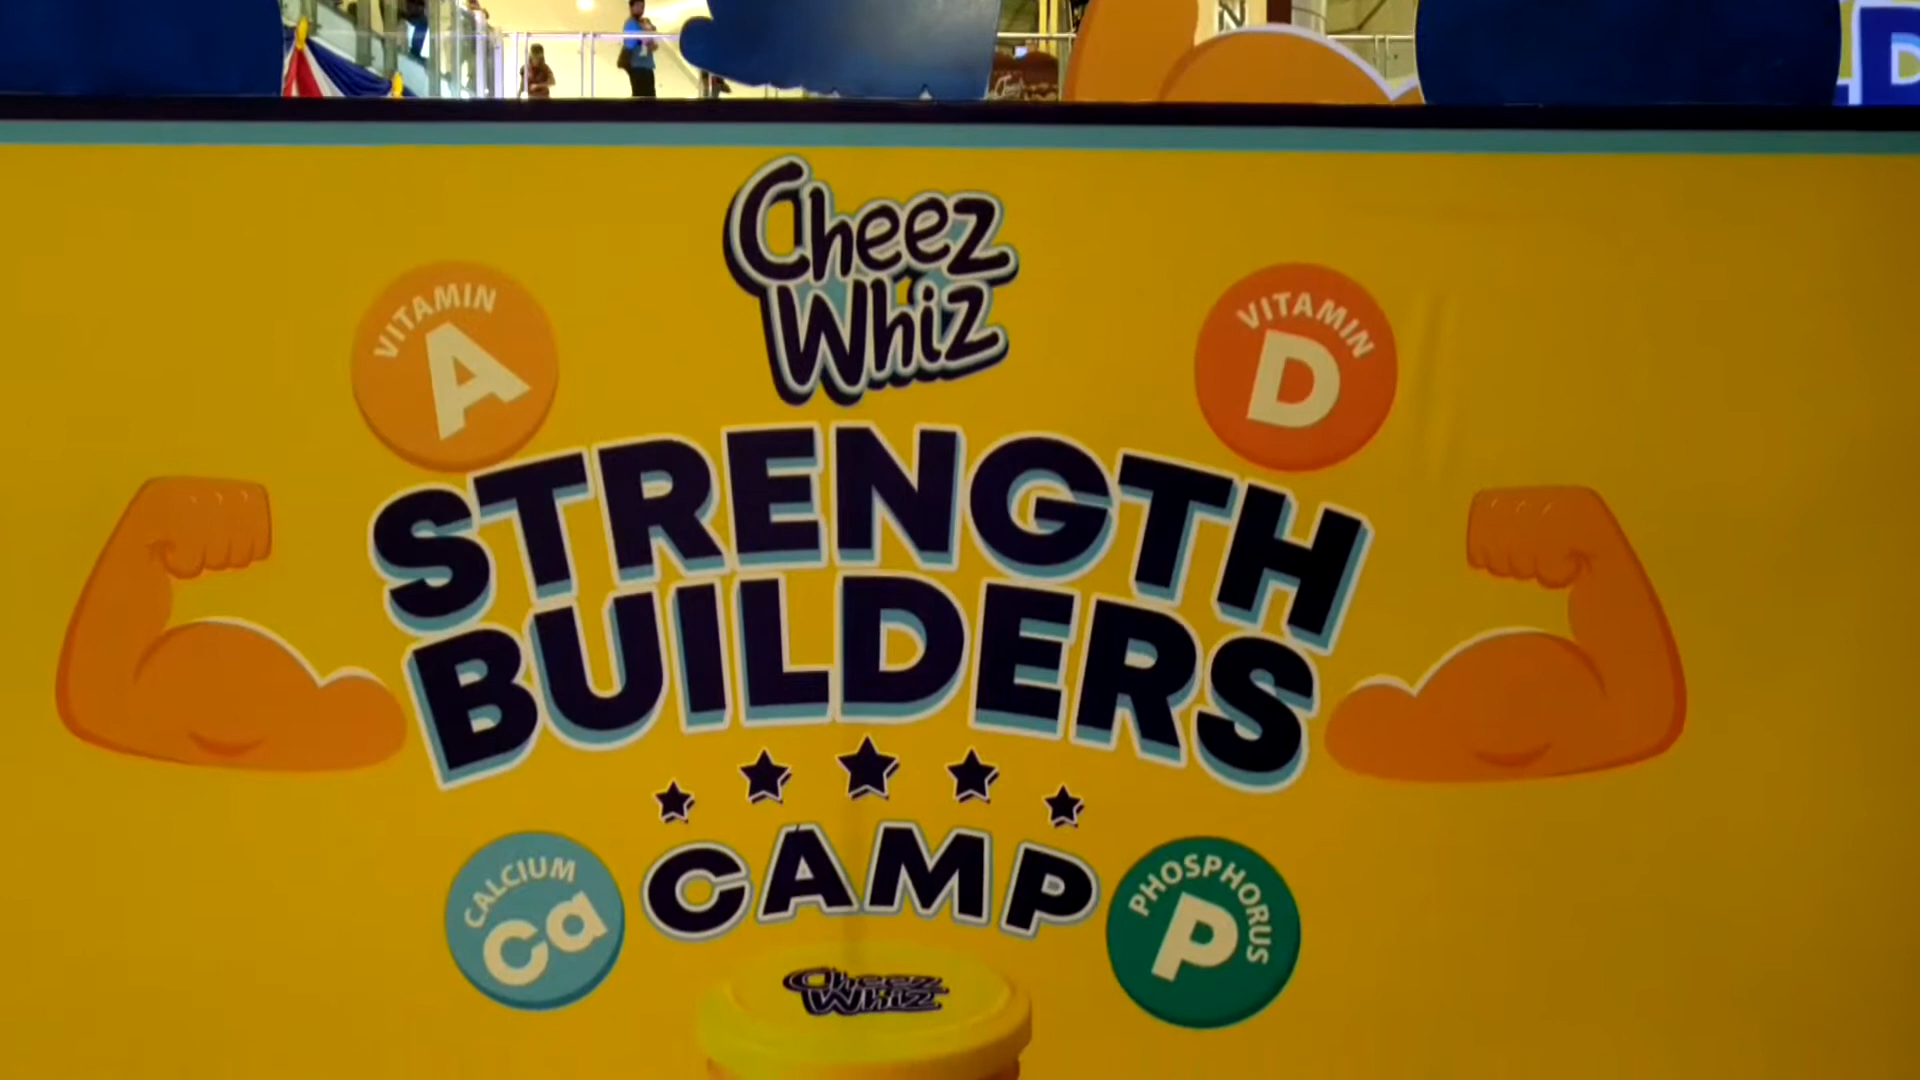 D
Cheez
Whiz
VITAMIN
A
VITAMIN
D
STRENGTH
BUILDERS
CAMP
CALCIUM
Ca
PHOSPHORUS
P
Cheez
Whiz